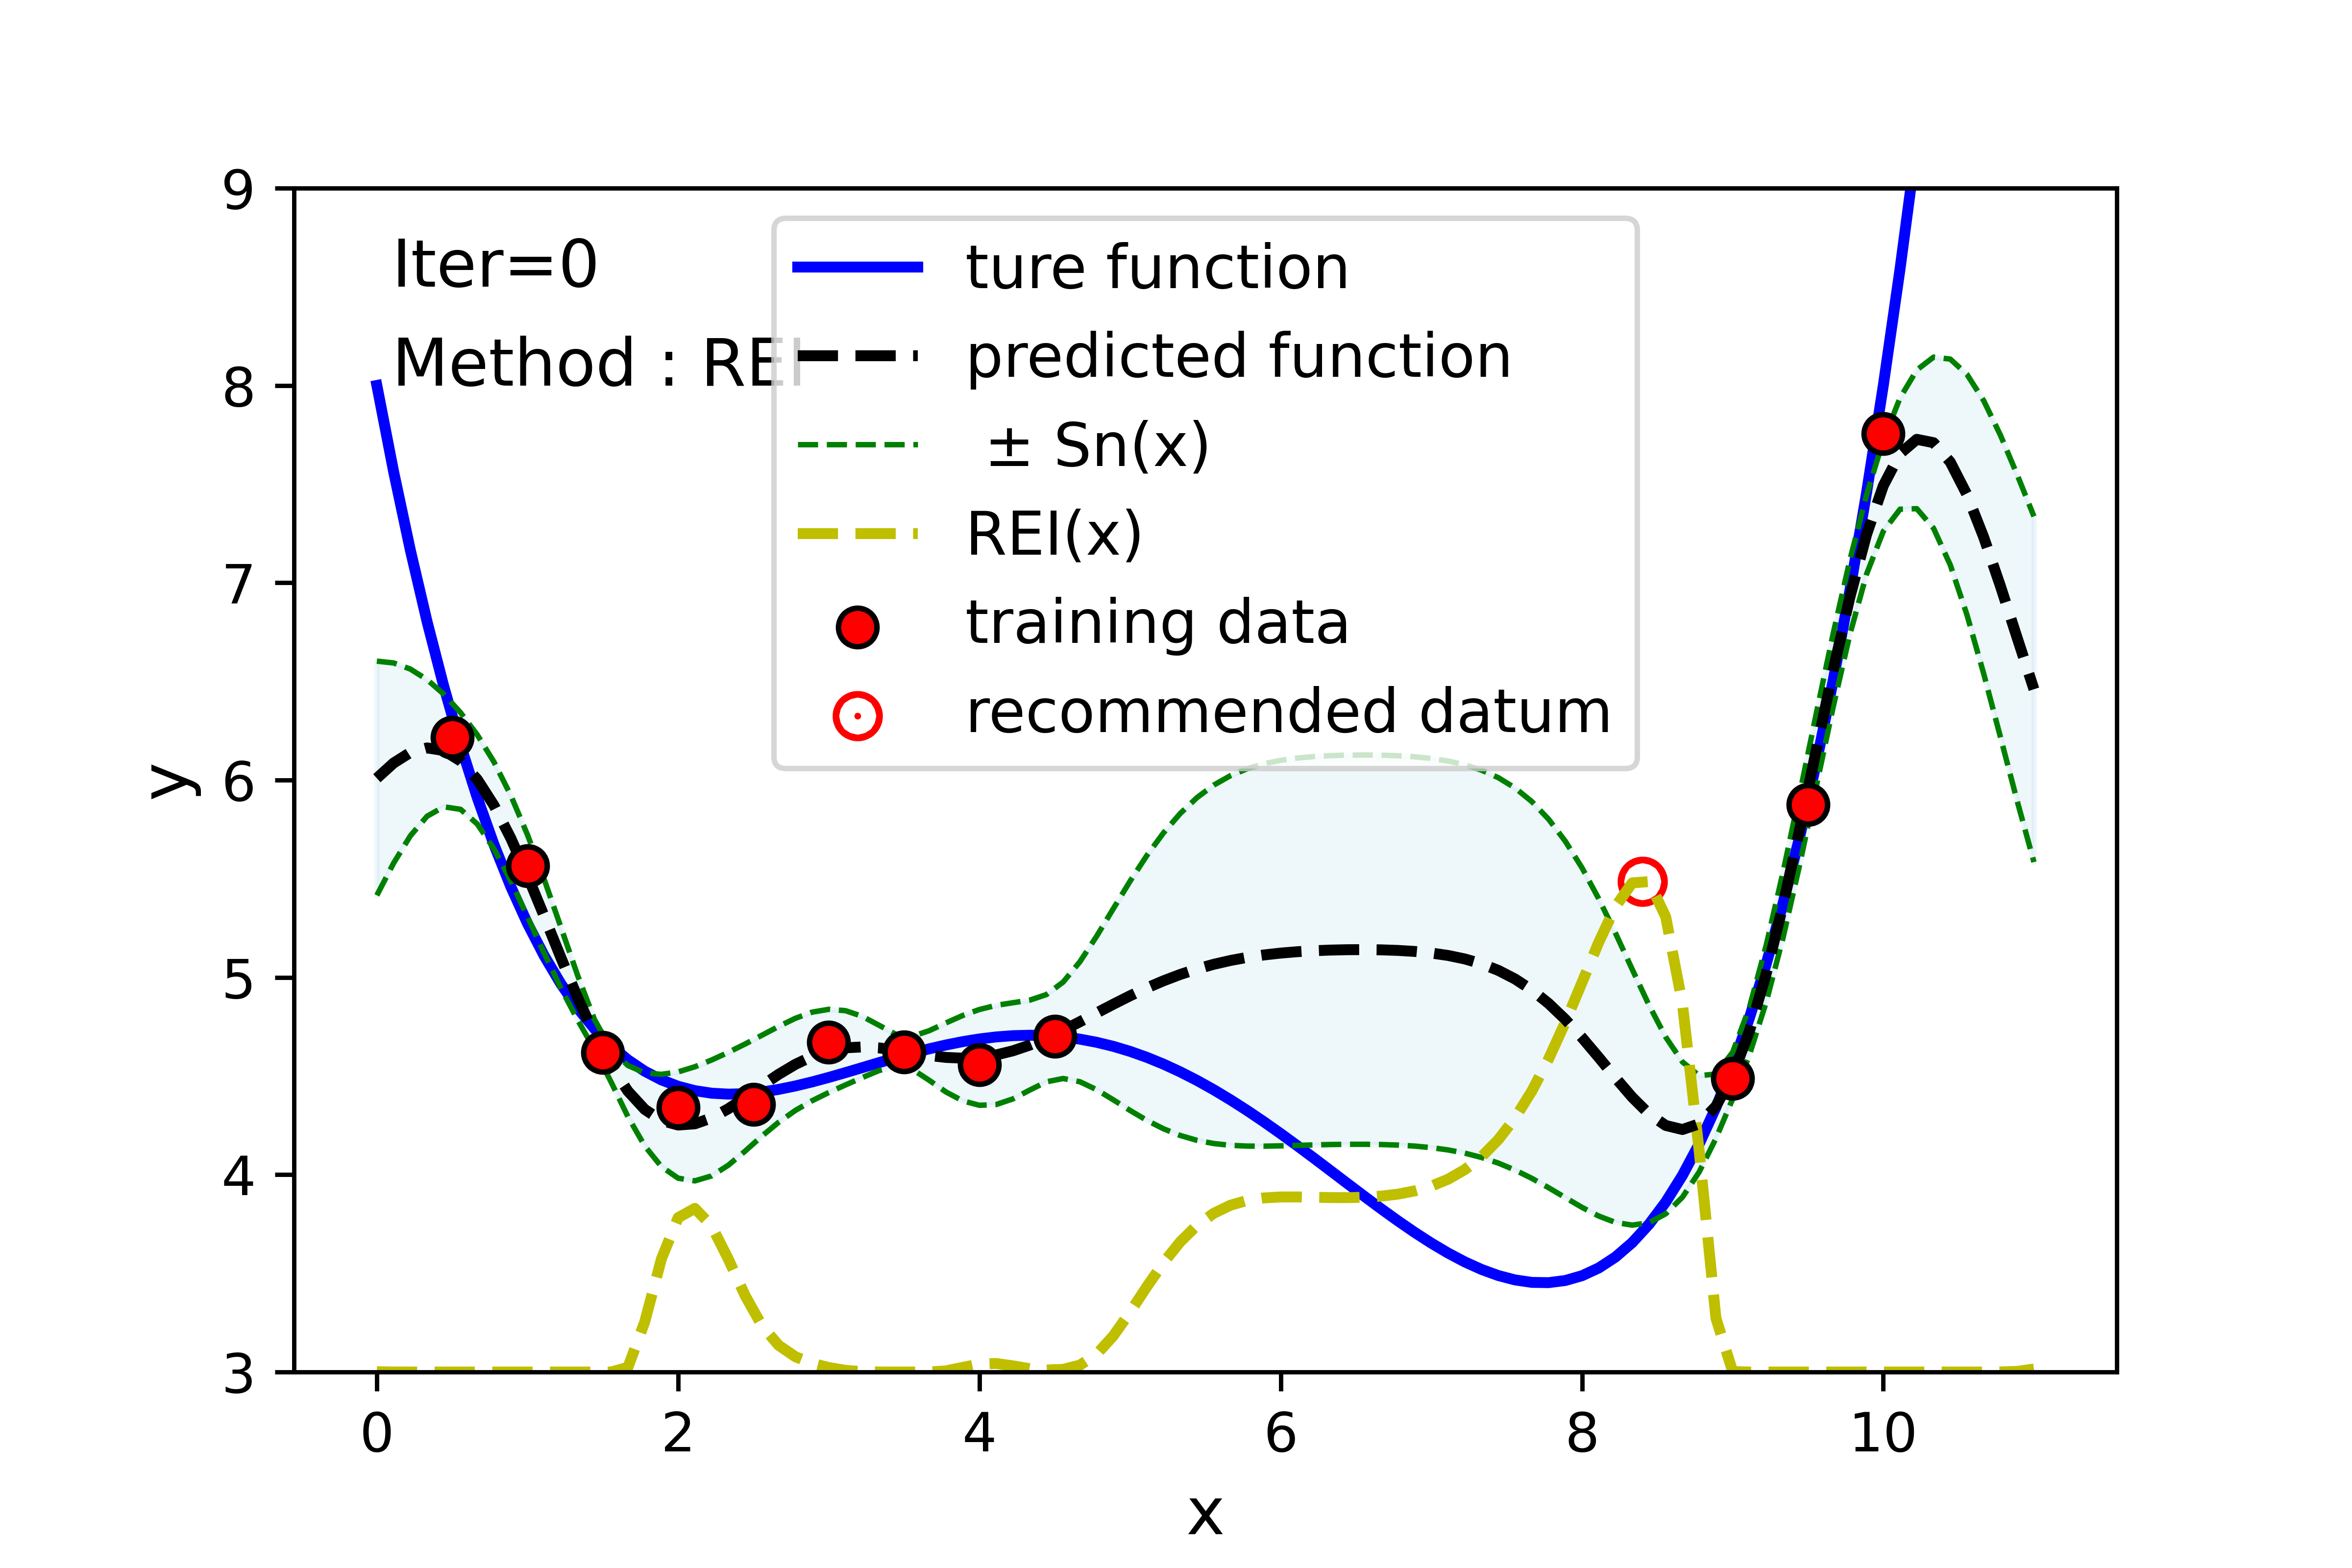 Iter=0
Method : REI
ture function
predicted function
± Sn(x)
REI(x)
training data
recommended datum
y
9
8
7
6
5
4
3
0 2 4 6 8 10
x